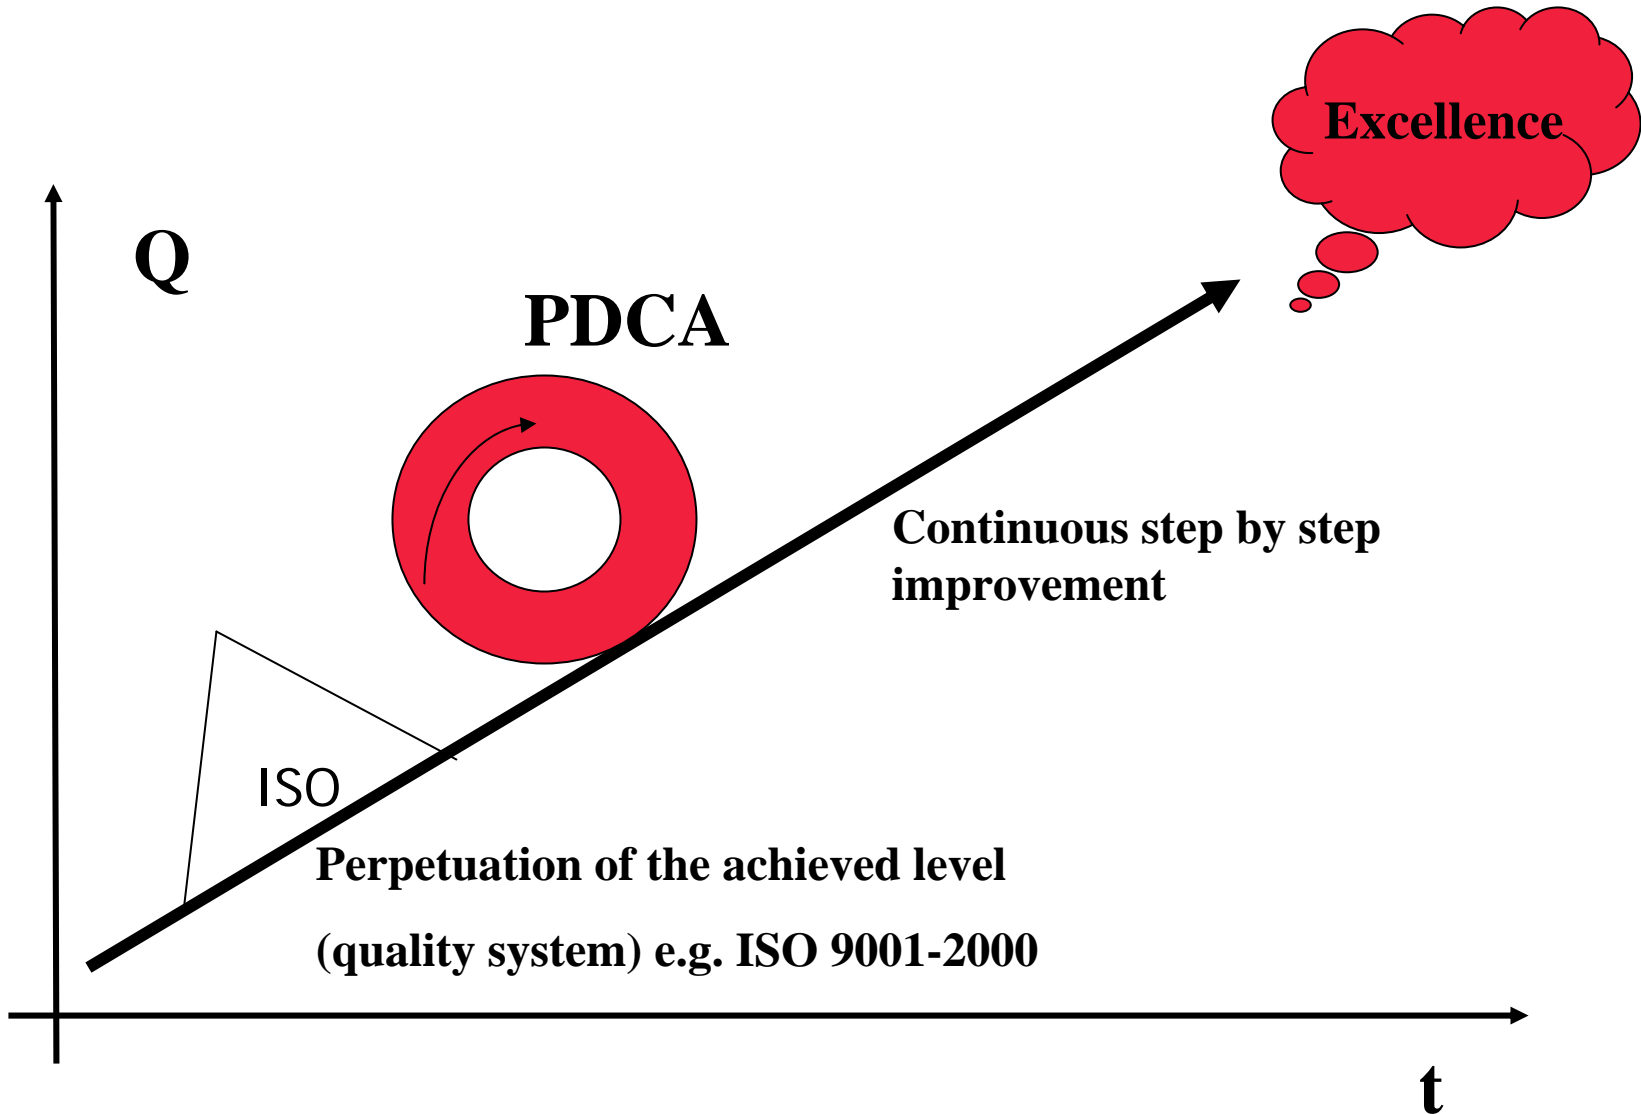 Excellence
Q
PDCA
Continuous step by step
improvement
ISO
Perpetuation of the achieved level
(quality system) e.g. ISO 9001-2000
t